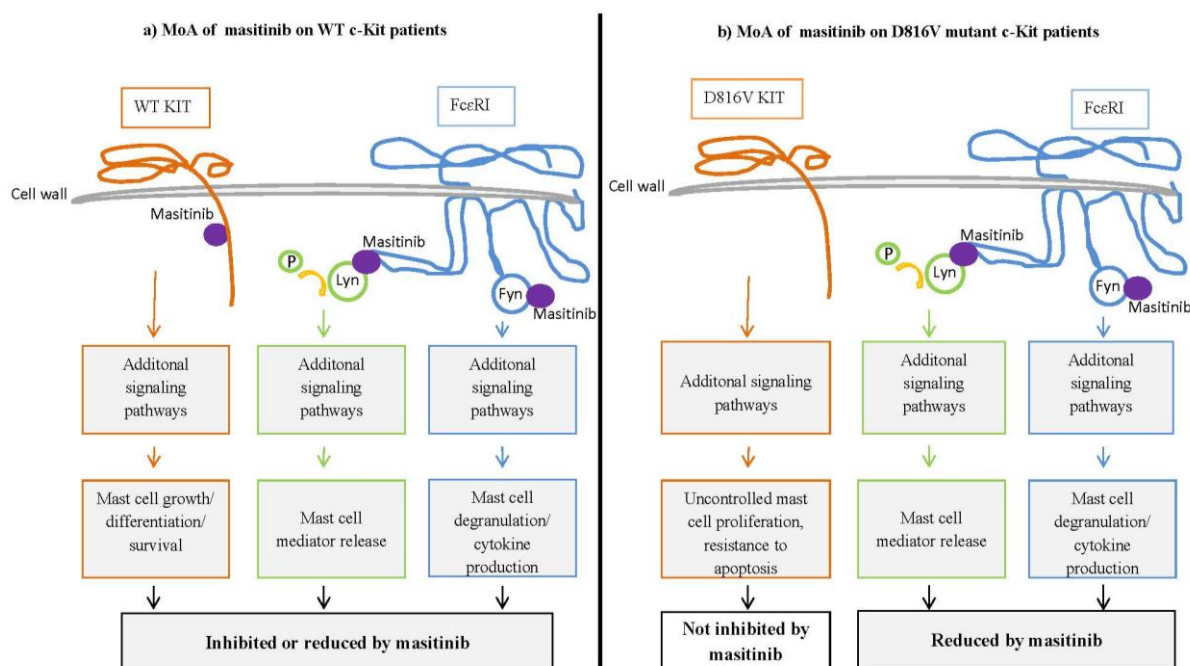 a) MoA of masitinib on WT c-Kit patients
WT KIT
FcεRI
Cell wall
Masitinib
Masitinib
P
Lyn
Fyn
Masitinib
Additonal
signaling
pathways
Additonal
signaling
pathways
Additonal
signaling
pathways
Mast cell growth/
differentiation/
survival
Mast cell
mediator release
Mast cell
degranulation/
cytokine
production
Inhibited or reduced by masitinib
b) MoA of masitinib on D816V mutant c-Kit patients
D816V KIT
FcεRI
Cell wall
Masitinib
P
Lyn
Fyn
Masitinib
Additonal signaling
pathways
Additonal
signaling
pathways
Additonal
signaling
pathways
Uncontrolled mast
cell proliferation,
resistance to
apoptosis
Mast cell
mediator release
Mast cell
degranulation/
cytokine
production
Not inhibited by
masitinib
Reduced by masitinib